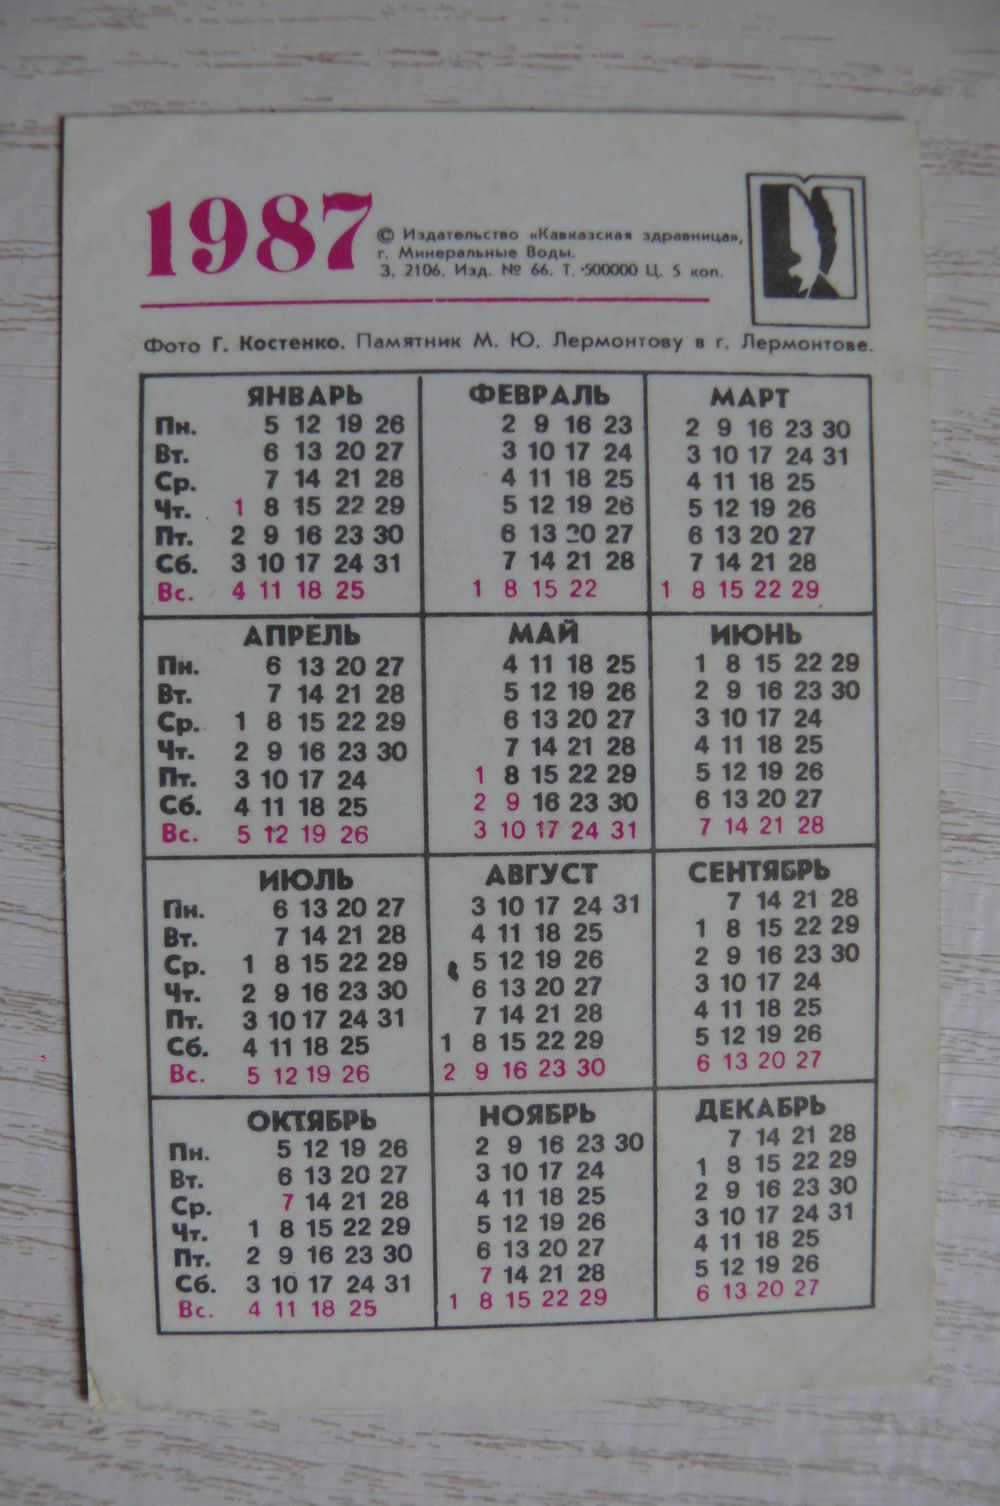 1987
© Издательство «Кавказская здравница»,
г. Минеральные Воды.
З. 2106. Изд. № 66. Т. 500000 Ц. 5 коп.
Фото Г. Костенко. Памятник М. Ю. Лермонтову в г. Лермонтове.
ЯНВАРЬ
Пн. 5 12 19 26
Вт. 6 13 20 27
Ср. 7 14 21 28
Чт. 1 8 15 22 29
Пт. 2 9 16 23 30
Сб. 3 10 17 24 31
Вс. 4 11 18 25
ФЕВРАЛЬ
2 9 16 23
3 10 17 24
4 11 18 25
5 12 19 26
6 13 20 27
7 14 21 28
1 8 15 22
МАРТ
2 9 16 23 30
3 10 17 24 31
4 11 18 25
5 12 19 26
6 13 20 27
7 14 21 28
1 8 15 22 29
АПРЕЛЬ
Пн. 6 13 20 27
Вт. 7 14 21 28
Ср. 1 8 15 22 29
Чт. 2 9 16 23 30
Пт. 3 10 17 24
Сб. 4 11 18 25
Вс. 5 12 19 26
МАЙ
4 11 18 25
5 12 19 26
6 13 20 27
7 14 21 28
1 8 15 22 29
2 9 16 23 30
3 10 17 24 31
ИЮНЬ
1 8 15 22 29
2 9 16 23 30
3 10 17 24
4 11 18 25
5 12 19 26
6 13 20 27
7 14 21 28
ИЮЛЬ
Пн. 6 13 20 27
Вт. 7 14 21 28
Ср. 1 8 15 22 29
Чт. 2 9 16 23 30
Пт. 3 10 17 24 31
Сб. 4 11 18 25
Вс. 5 12 19 26
АВГУСТ
3 10 17 24 31
4 11 18 25
5 12 19 26
6 13 20 27
7 14 21 28
1 8 15 22 29
2 9 16 23 30
СЕНТЯБРЬ
7 14 21 28
1 8 15 22 29
2 9 16 23 30
3 10 17 24
4 11 18 25
5 12 19 26
6 13 20 27
ОКТЯБРЬ
Пн. 5 12 19 26
Вт. 6 13 20 27
Ср. 7 14 21 28
Чт. 1 8 15 22 29
Пт. 2 9 16 23 30
Сб. 3 10 17 24 31
Вс. 4 11 18 25
НОЯБРЬ
2 9 16 23 30
3 10 17 24
4 11 18 25
5 12 19 26
6 13 20 27
7 14 21 28
1 8 15 22 29
ДЕКАБРЬ
7 14 21 28
1 8 15 22 29
2 9 16 23 30
3 10 17 24 31
4 11 18 25
5 12 19 26
6 13 20 27